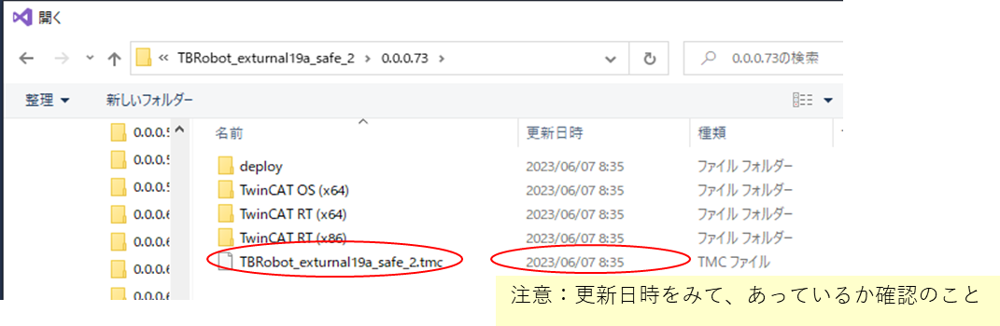 開く
« TBRobot_exturnal19a_safe_2 › 0.0.0.73 ›
0.0.0.73の検索
整理 新しいフォルダー
名前 更新日時 種類
0.0.0.5
0.0.0.5
0.0.0.5
0.0.0.6
0.0.0.6
0.0.0.6
0.0.0.6
deploy 2023/06/07 8:35 ファイル フォルダー
TwinCAT OS (x64) 2023/06/07 8:35 ファイル フォルダー
TwinCAT RT (x64) 2023/06/07 8:35 ファイル フォルダー
TwinCAT RT (x86) 2023/06/07 8:35 ファイル フォルダー
TBRobot_exturnal19a_safe_2.tmc 2023/06/07 8:35 TMC ファイル
注意：更新日時をみて、あっているか確認のこと